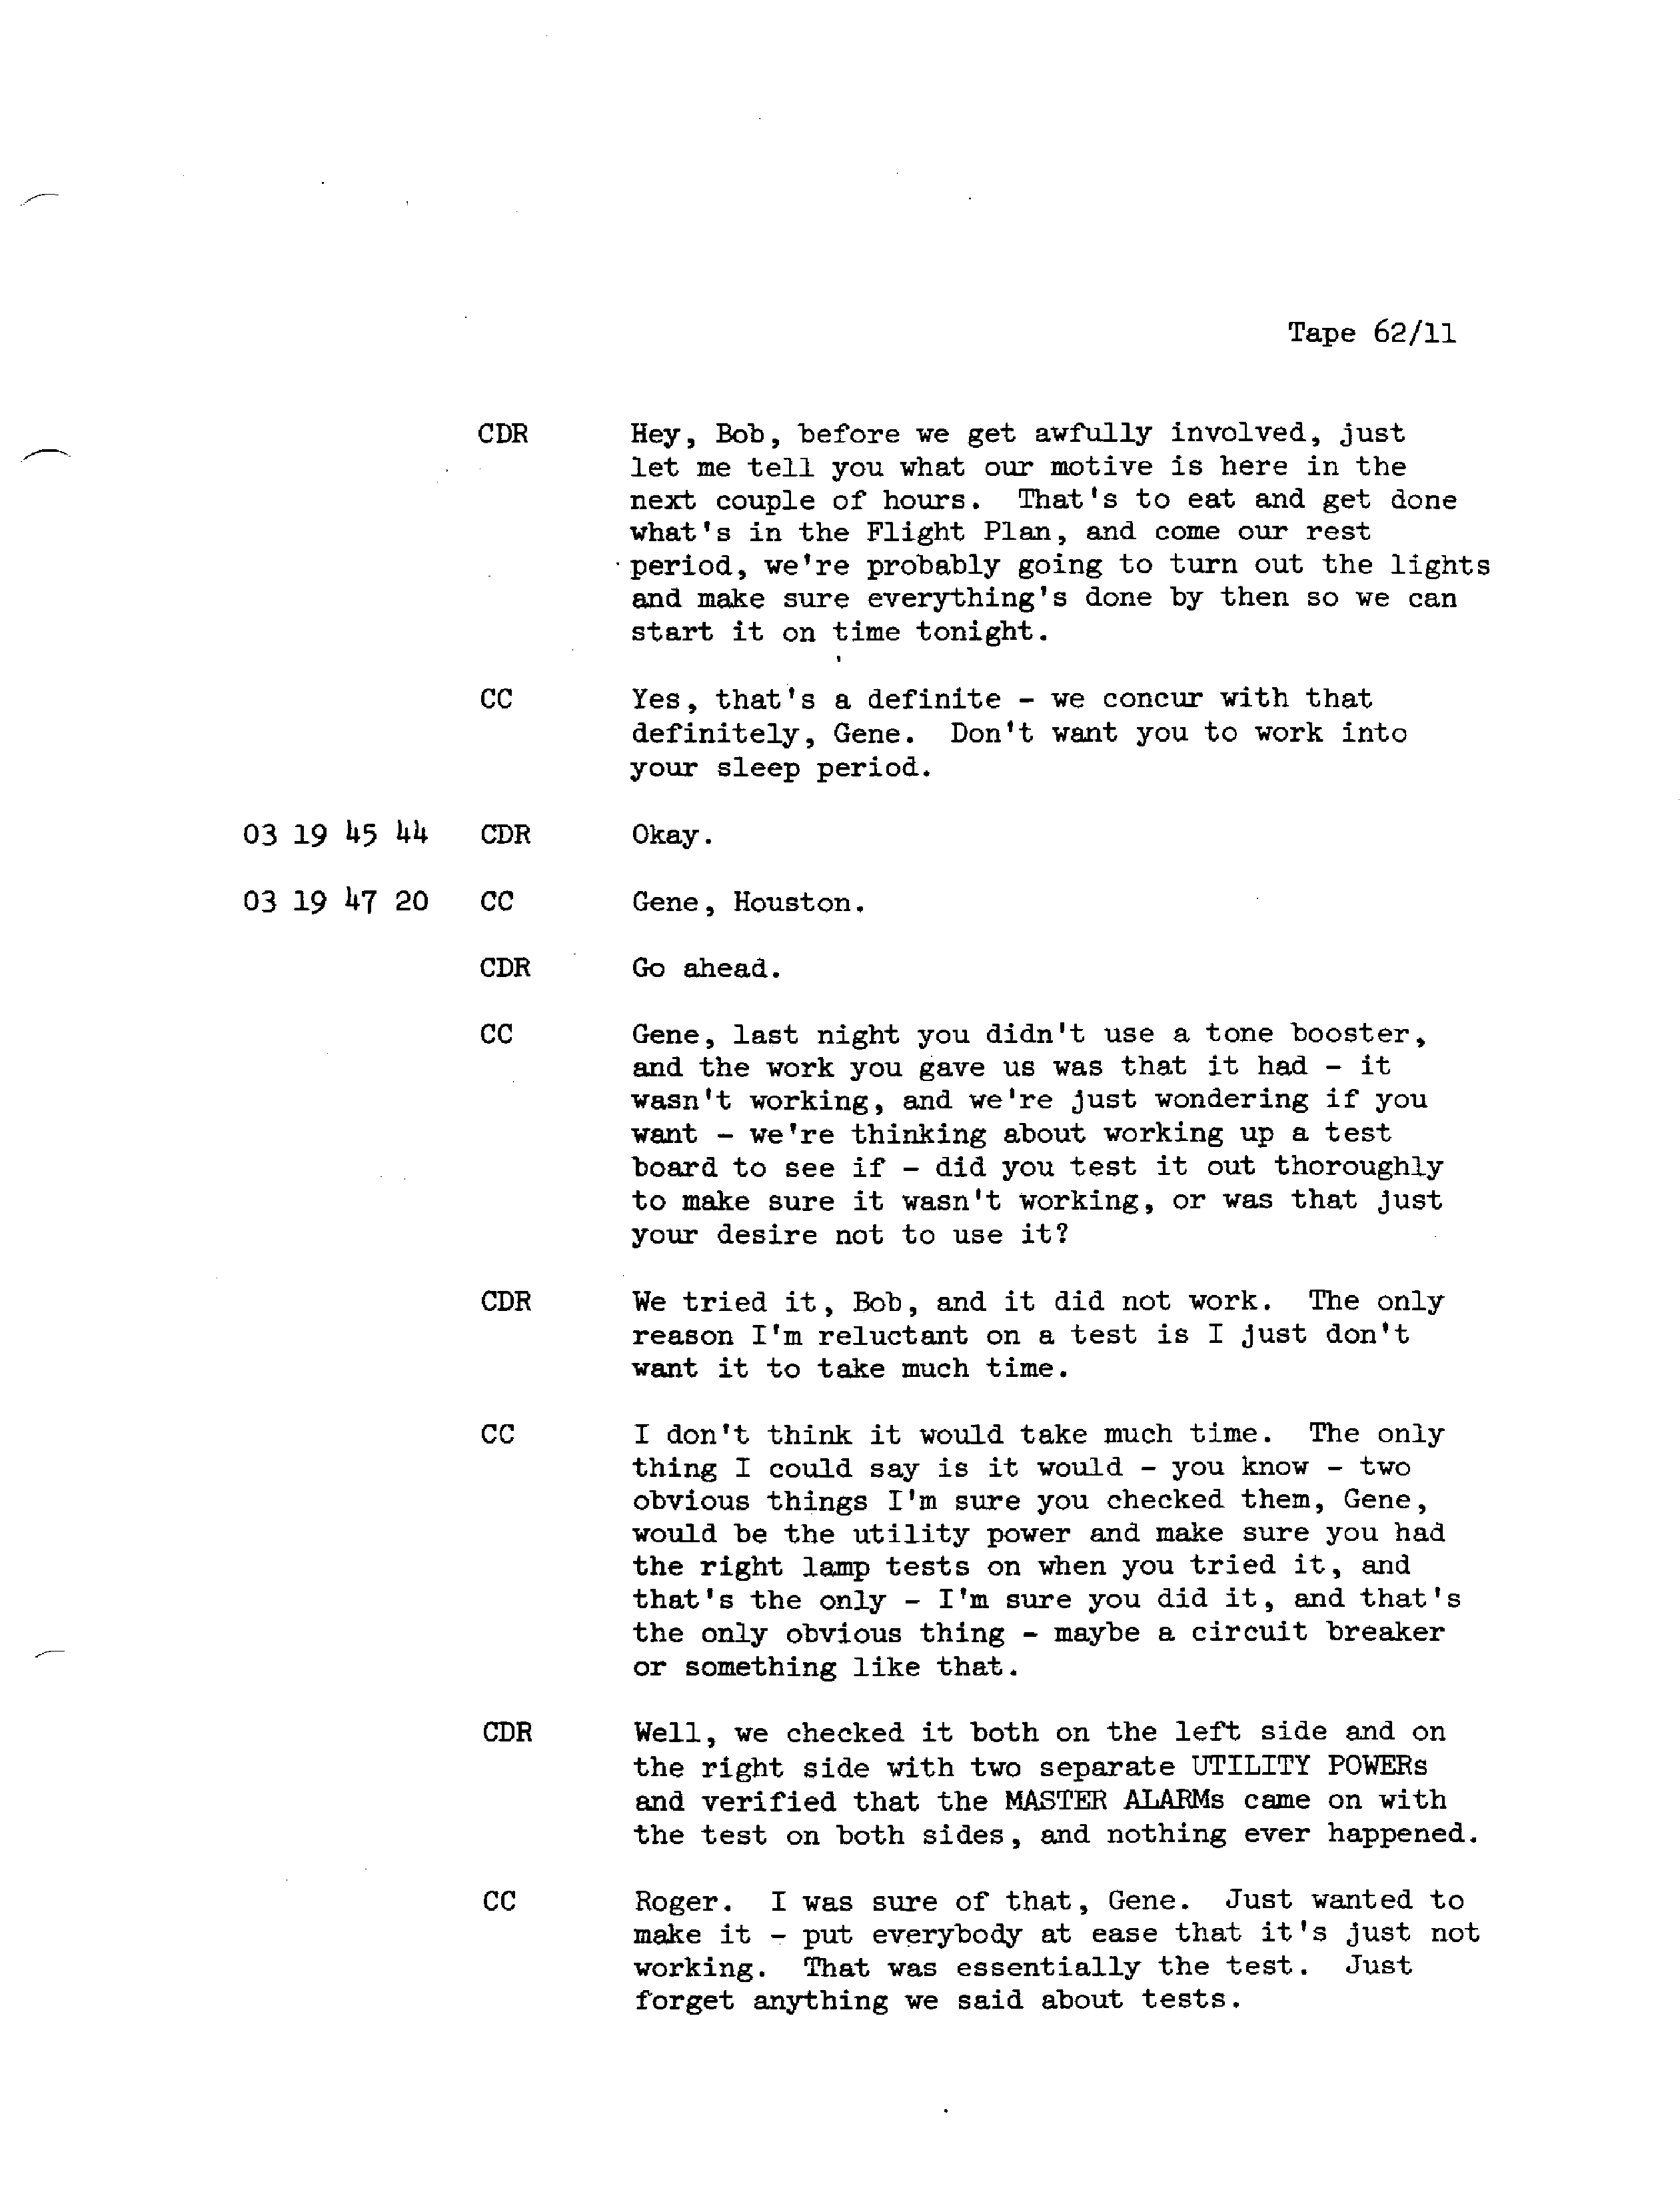 Tape 62/11
CDR Hey, Bob, before we get awfully involved, just
let me tell you what our motive is here in the
next couple of hours. That's to eat and get done
what's in the Flight Plan, and come our rest
period, we're probably going to turn out the lights
and make sure everything's done by then so we can
start it on time tonight.
CC Yes, that's a definite - we concur with that
definitely, Gene. Don't want you to work into
your sleep period.
03 19 45 44 CDR Okay.
03 19 47 20 CC Gene, Houston.
CDR Go ahead.
CC Gene, last night you didn't use a tone booster,
and the work you gave us was that it had - it
wasn't working, and we're just wondering if you
want - we're thinking about working up a test
board to see if - did you test it out thoroughly
to make sure it wasn't working, or was that just
your desire not to use it?
CDR We tried it, Bob, and it did not work. The only
reason I'm reluctant on a test is I just don't
want it to take much time.
CC I don't think it would take much time. The only
thing I could say is it would - you know - two
obvious things I'm sure you checked them, Gene,
would be the utility power and make sure you had
the right lamp tests on when you tried it, and
that's the only - I'm sure you did it, and that's
the only obvious thing - maybe a circuit breaker
or something like that.
CDR Well, we checked it both on the left side and on
the right side with two separate UTILITY POWERs
and verified that the MASTER ALARMs came on with
the test on both sides, and nothing ever happened.
CC Roger. I was sure of that, Gene. Just wanted to
make it - put everybody at ease that it's just not
working. That was essentially the test. Just
forget anything we said about tests.